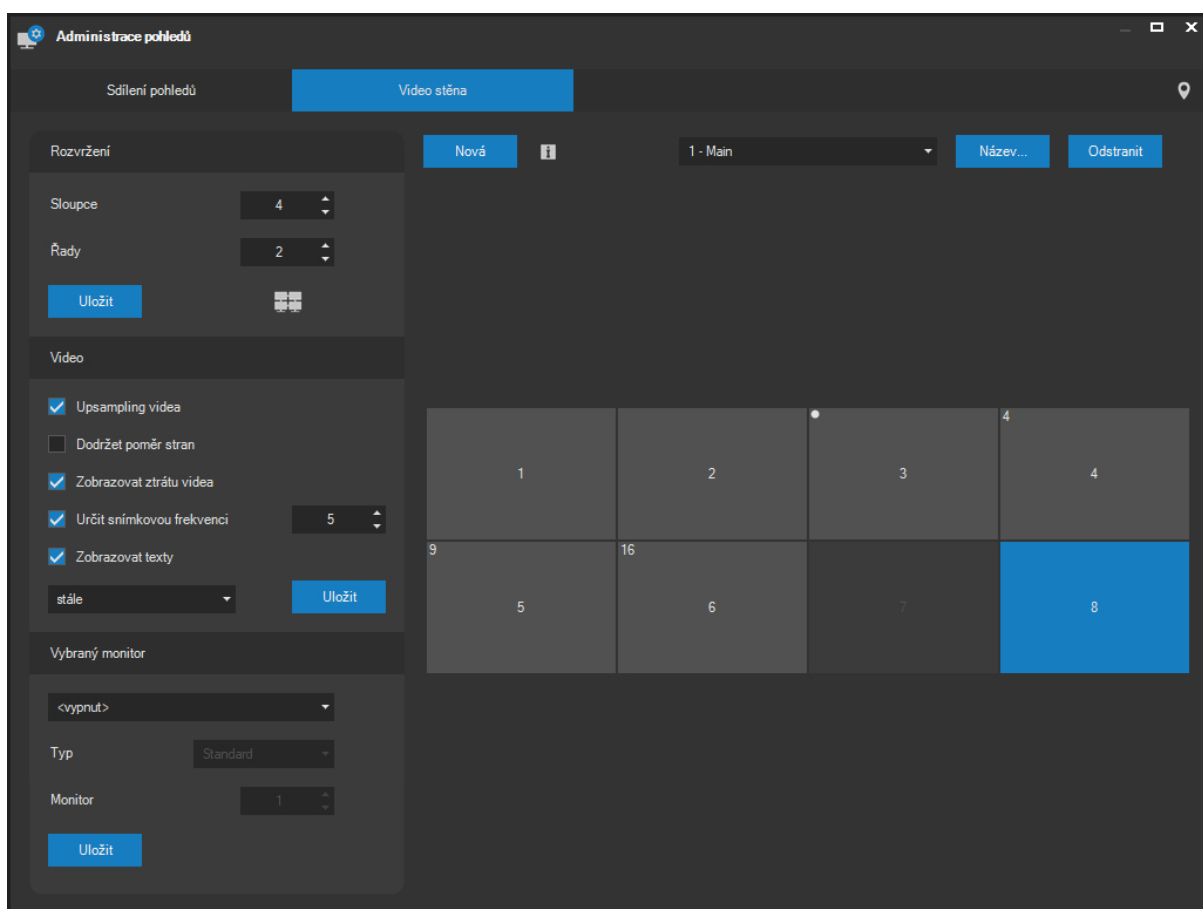 Administrace pohledů
Sdílení pohledů
Video stěna
Rozvržení
Nová
1 - Main
Název...
Odstranit
Sloupce
4
Řady
2
Uložit
Video
Upsampling videa
Dodržet poměr stran
Zobrazovat ztrátu videa
Určit snímkovou frekvenci
5
Zobrazovat texty
stále
Uložit
1
2
3
4
4
9
5
16
6
7
8
Vybraný monitor
<vypnut>
Typ
Standard
Monitor
1
Uložit